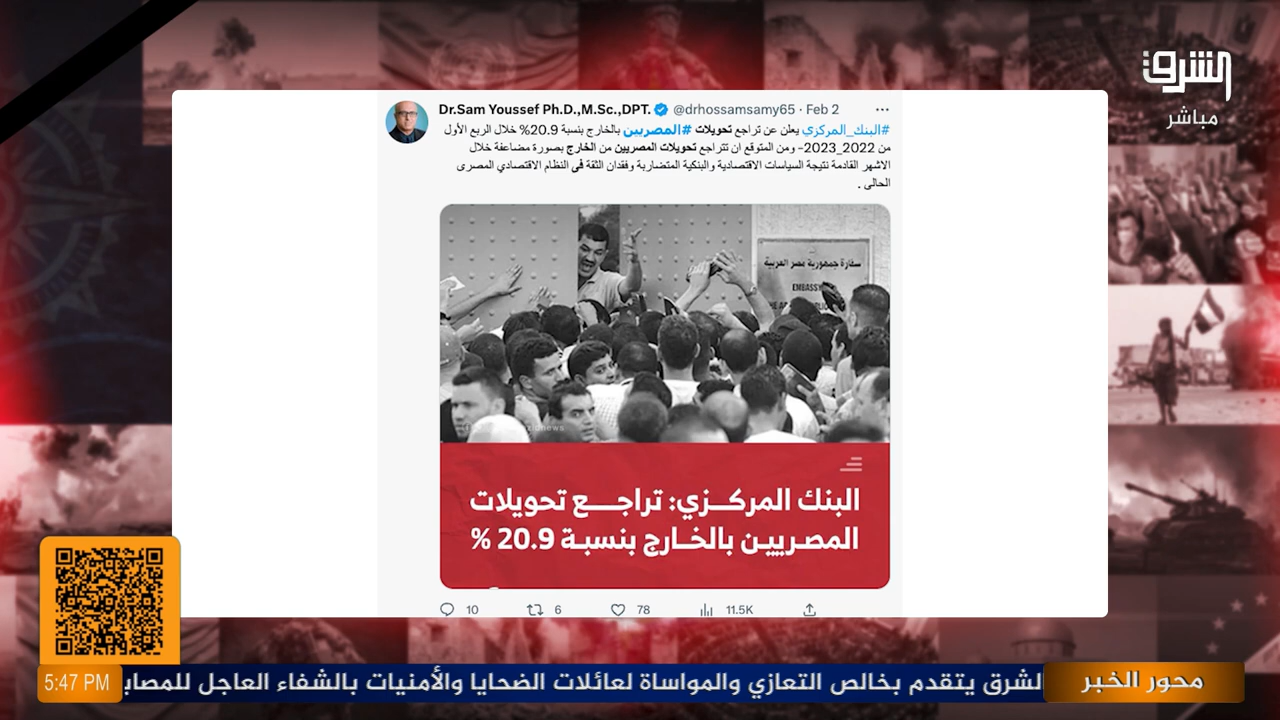 الشرق
مباشر
Dr.Sam Youssef Ph.D.,M.Sc.,DPT. @drhossamsamy65 · Feb 2
#البنك_المركزي يعلن عن تراجع تحويلات #المصريين بالخارج بنسبة 20.9% خلال الربع الأول
من 2022_2023- ومن المتوقع ان تتراجع تحويلات المصريين من الخارج بصورة مضاعفة خلال
الاشهر القادمة نتيجة السياسات الاقتصادية والبنكية المتضاربة وفقدان الثقة في النظام الاقتصادي المصرى
الحالى .
سفارة جمهورية مصر العربية
EMBASSY
البنك المركزي: تراجع تحويلات
المصريين بالخارج بنسبة 20.9 %
10 6 78 11.5K
محور الخبر
الشرق يتقدم بخالص التعازي والمواساة لعائلات الضحايا والأمنيات بالشفاء العاجل للمصاب
5:47 PM